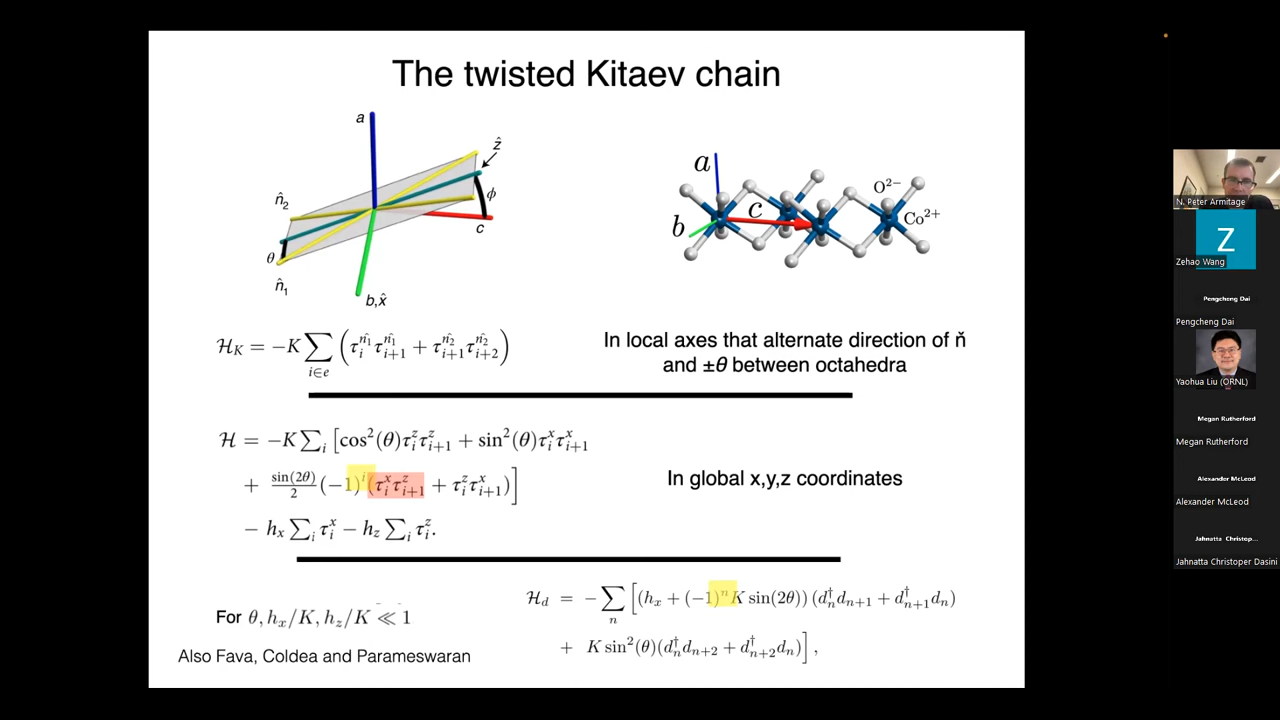 The twisted Kitaev chain
a
ẑ
n̂₂
ϕ
c
θ
n̂₁
b,x̂
a
O²⁻
c
Co²⁺
b
ℋ_K = −K ∑_{i∈e} (τ_i^{n̂₁} τ_{i+1}^{n̂₁} + τ_{i+1}^{n̂₂} τ_{i+2}^{n̂₂})
In local axes that alternate direction of ň
and ±θ between octahedra
ℋ = −K∑_i [cos²(θ)τ_i^z τ_{i+1}^z + sin²(θ)τ_i^x τ_{i+1}^x
+ sin(2θ)/2 (−1)^i(τ_i^x τ_{i+1}^z + τ_i^z τ_{i+1}^x)]
− h_x ∑_i τ_i^x − h_z ∑_i τ_i^z.
In global x,y,z coordinates
For θ, h_x/K, h_z/K ≪ 1
Also Fava, Coldea and Parameswaran
ℋ_d = − ∑_n [(h_x + (−1)^n K sin(2θ)) (d_n^† d_{n+1} + d_{n+1}^† d_n)
+ K sin²(θ)(d_n^† d_{n+2} + d_{n+2}^† d_n)],
N. Peter Armitage
Z
Zehao Wang
Pengcheng Dai
Pengcheng Dai
Yaohua Liu (ORNL)
Megan Rutherford
Megan Rutherford
Alexander McLeod
Alexander McLeod
Jahnatta Christop...
Jahnatta Christoper Dasini